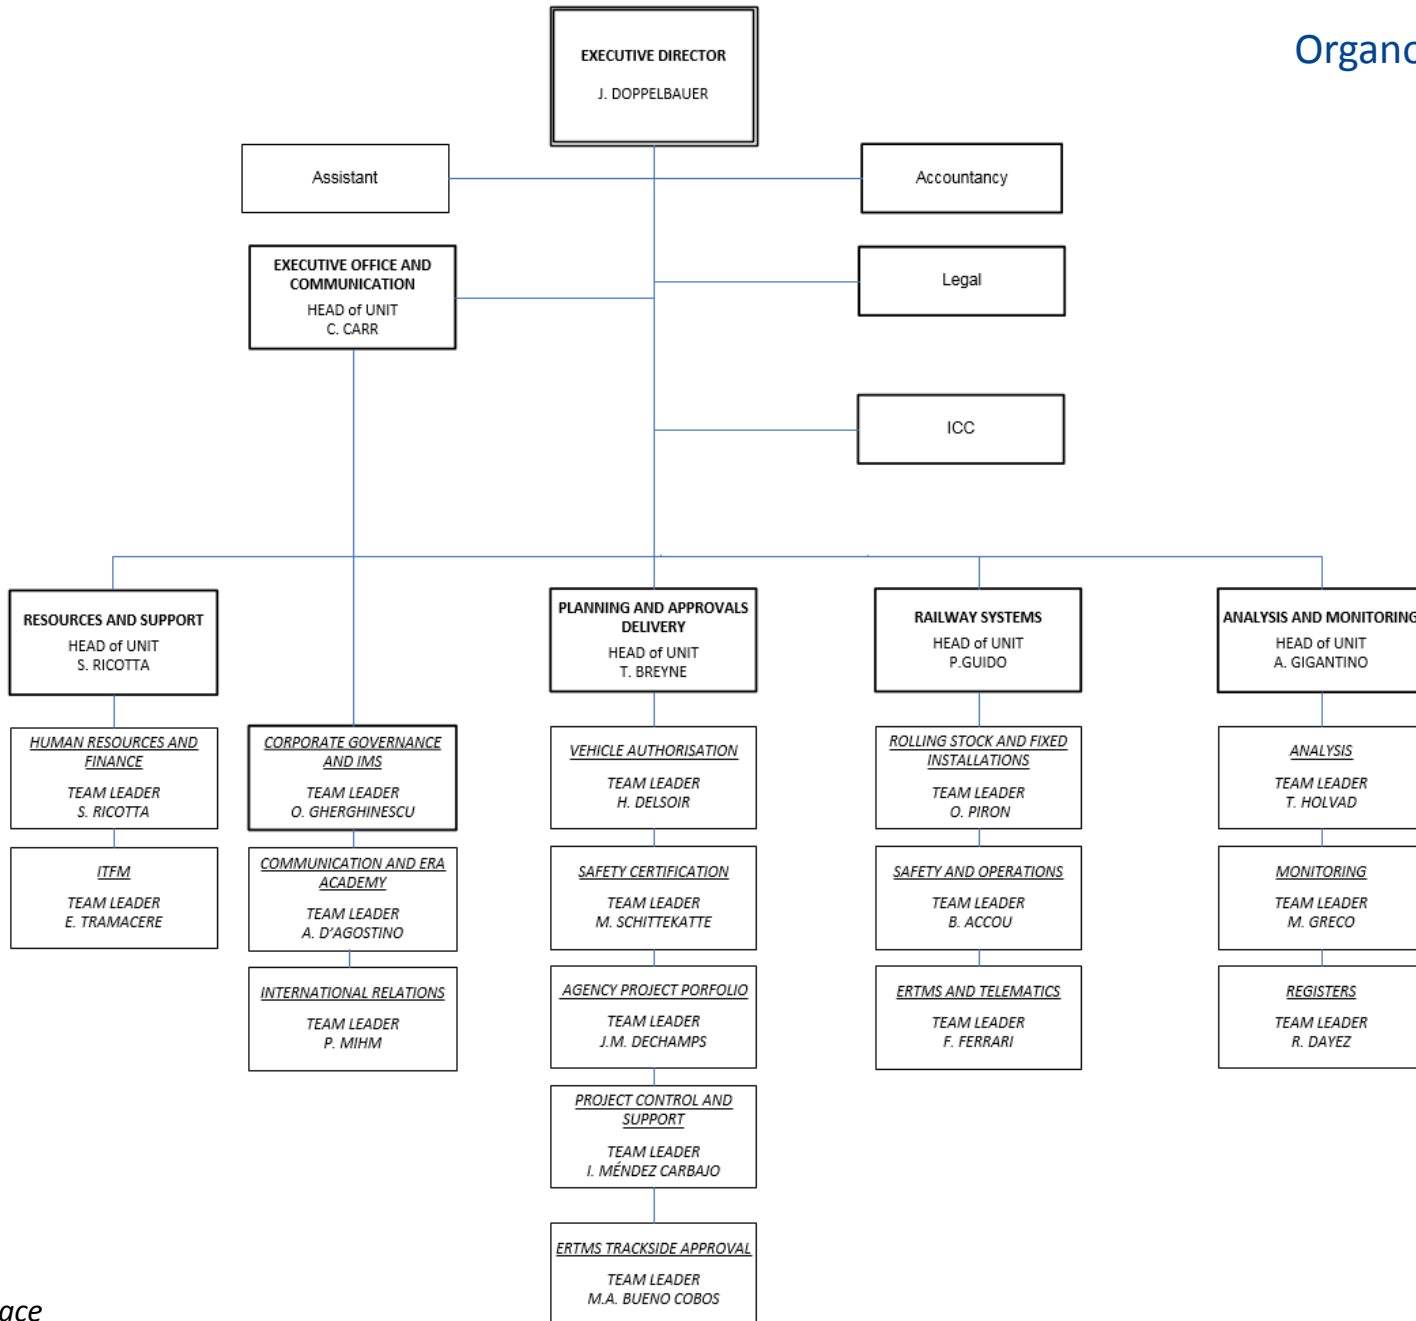 Organo
EXECUTIVE DIRECTOR
J. DOPPELBAUER
Assistant
Accountancy
EXECUTIVE OFFICE AND
COMMUNICATION
HEAD of UNIT
C. CARR
Legal
ICC
RESOURCES AND SUPPORT
HEAD of UNIT
S. RICOTTA
HUMAN RESOURCES AND
FINANCE
TEAM LEADER
S. RICOTTA
ITFM
TEAM LEADER
E. TRAMACERE
CORPORATE GOVERNANCE
AND IMS
TEAM LEADER
O. GHERGHINESCU
COMMUNICATION AND ERA
ACADEMY
TEAM LEADER
A. D'AGOSTINO
INTERNATIONAL RELATIONS
TEAM LEADER
P. MIHM
PLANNING AND APPROVALS
DELIVERY
HEAD of UNIT
T. BREYNE
VEHICLE AUTHORISATION
TEAM LEADER
H. DELSOIR
SAFETY CERTIFICATION
TEAM LEADER
M. SCHITTEKATTE
AGENCY PROJECT PORFOLIO
TEAM LEADER
J.M. DECHAMPS
PROJECT CONTROL AND
SUPPORT
TEAM LEADER
I. MÉNDEZ CARBAJO
ERTMS TRACKSIDE APPROVAL
TEAM LEADER
M.A. BUENO COBOS
RAILWAY SYSTEMS
HEAD of UNIT
P.GUIDO
ROLLING STOCK AND FIXED
INSTALLATIONS
TEAM LEADER
O. PIRON
SAFETY AND OPERATIONS
TEAM LEADER
B. ACCOU
ERTMS AND TELEMATICS
TEAM LEADER
F. FERRARI
ANALYSIS AND MONITORING
HEAD of UNIT
A. GIGANTINO
ANALYSIS
TEAM LEADER
T. HOLVAD
MONITORING
TEAM LEADER
M. GRECO
REGISTERS
TEAM LEADER
R. DAYEZ
ace